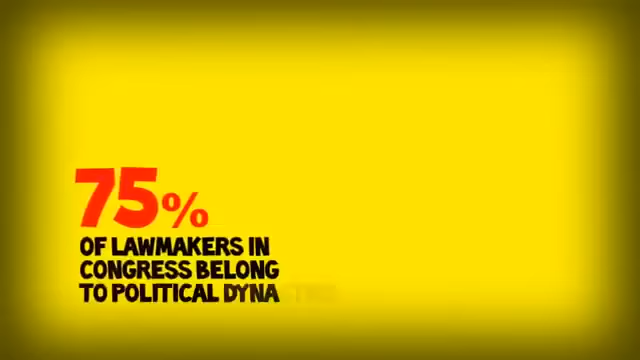 75%
OF LAWMAKERS IN
CONGRESS BELONG
TO POLITICAL DYNA